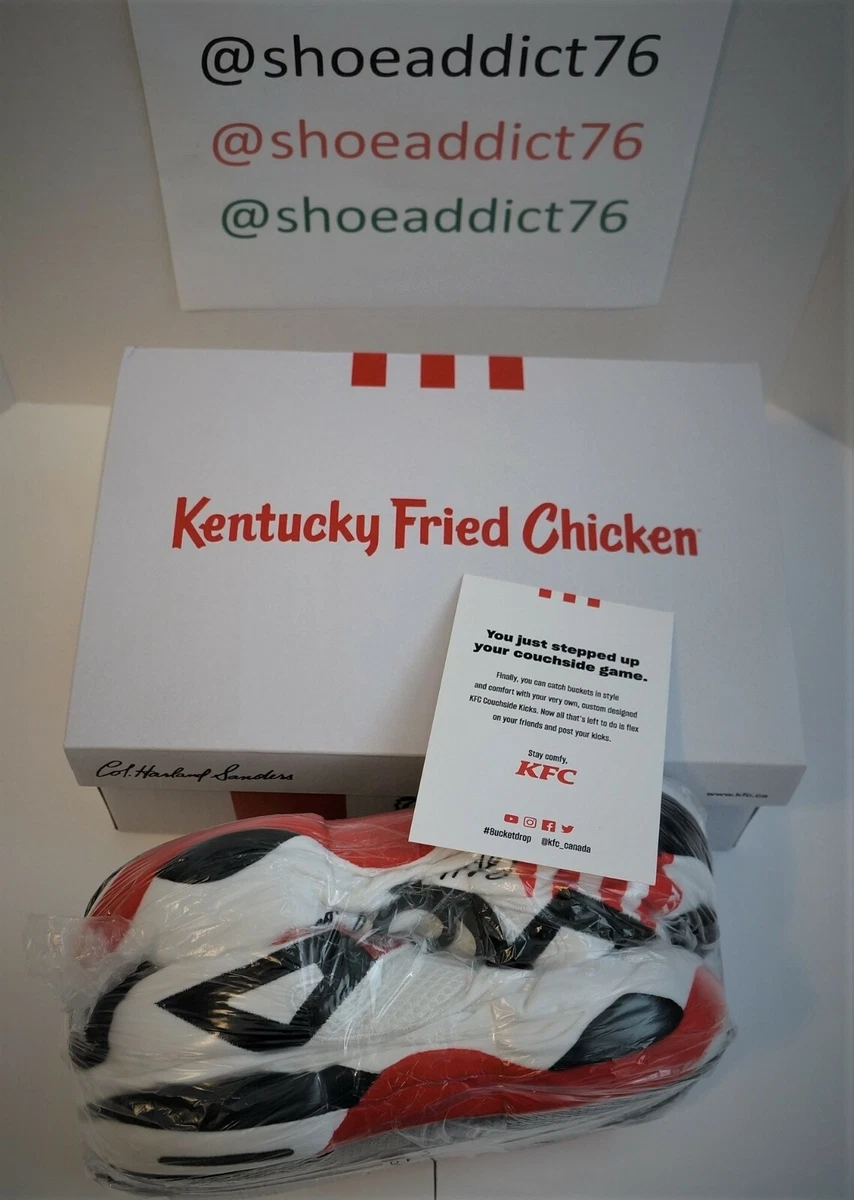 @shoeaddict76
@shoeaddict76
@shoeaddict76
Kentucky Fried Chicken
You just stepped up
your couchside game.
Finally, you can catch buckets in style
and comfort with your very own, custom designed
KFC Couchside Kicks. Now all that's left to do is flex
on your friends and post your kicks.
Stay comfy,
KFC
#Bucketdrop @kfc_canada
Col. Harland Sanders
www.kfc.ca